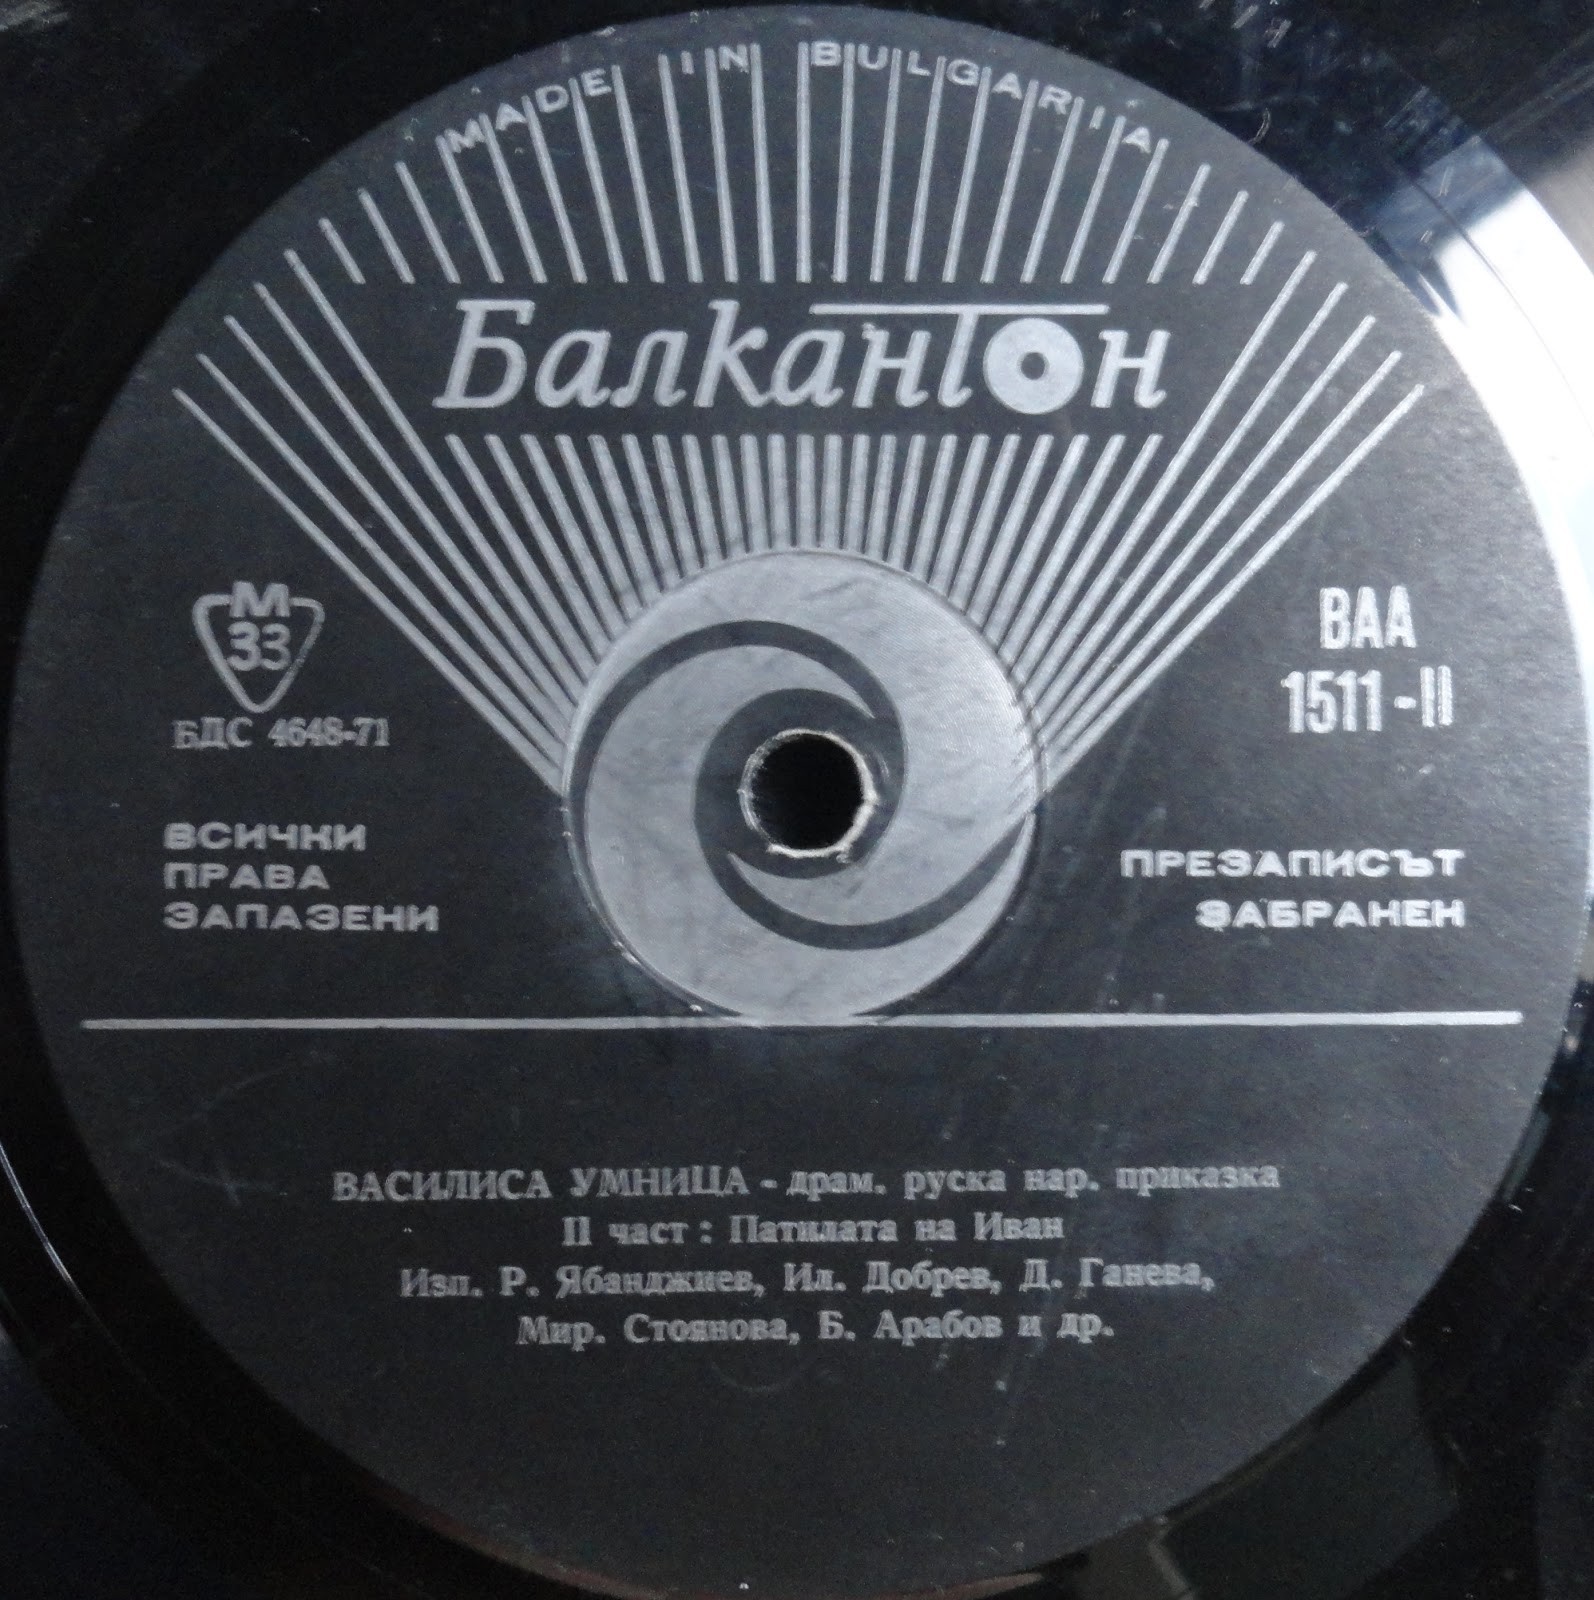 MADE IN BULGARIA
Балкантон
М
33
БДС 4648-71
ВАА
1511-II
ВСИЧКИ
ПРАВА
ЗАПАЗЕНИ
ПРЕЗАПИСЪТ
ЗАБРАНЕН
ВАСИЛИСА УМНИЦА - драм. руска нар. приказка
II част : Патилата на Иван
Изп. Р. Ябанджиев, Ил. Добрев, Д. Ганева,
Мир. Стоянова, Б. Арабов и др.